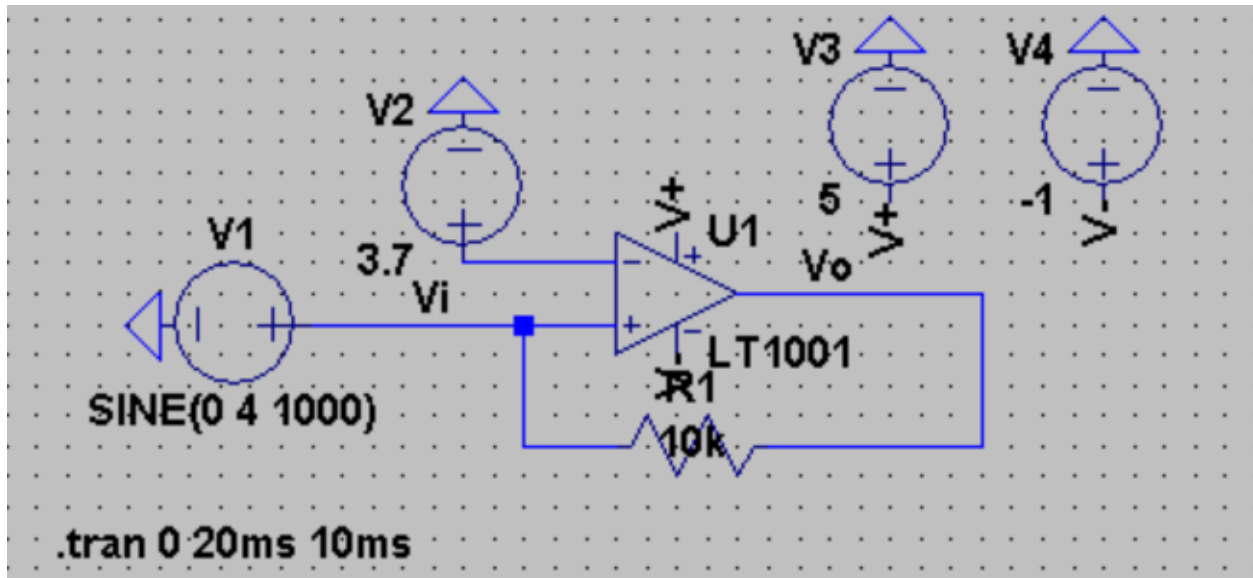 V3
V4
V2
V+
5
V+
-1
V-
V1
3.7
U1
Vo
Vi
LT1001
V-
R1
SINE(0 4 1000)
10k
.tran 0 20ms 10ms